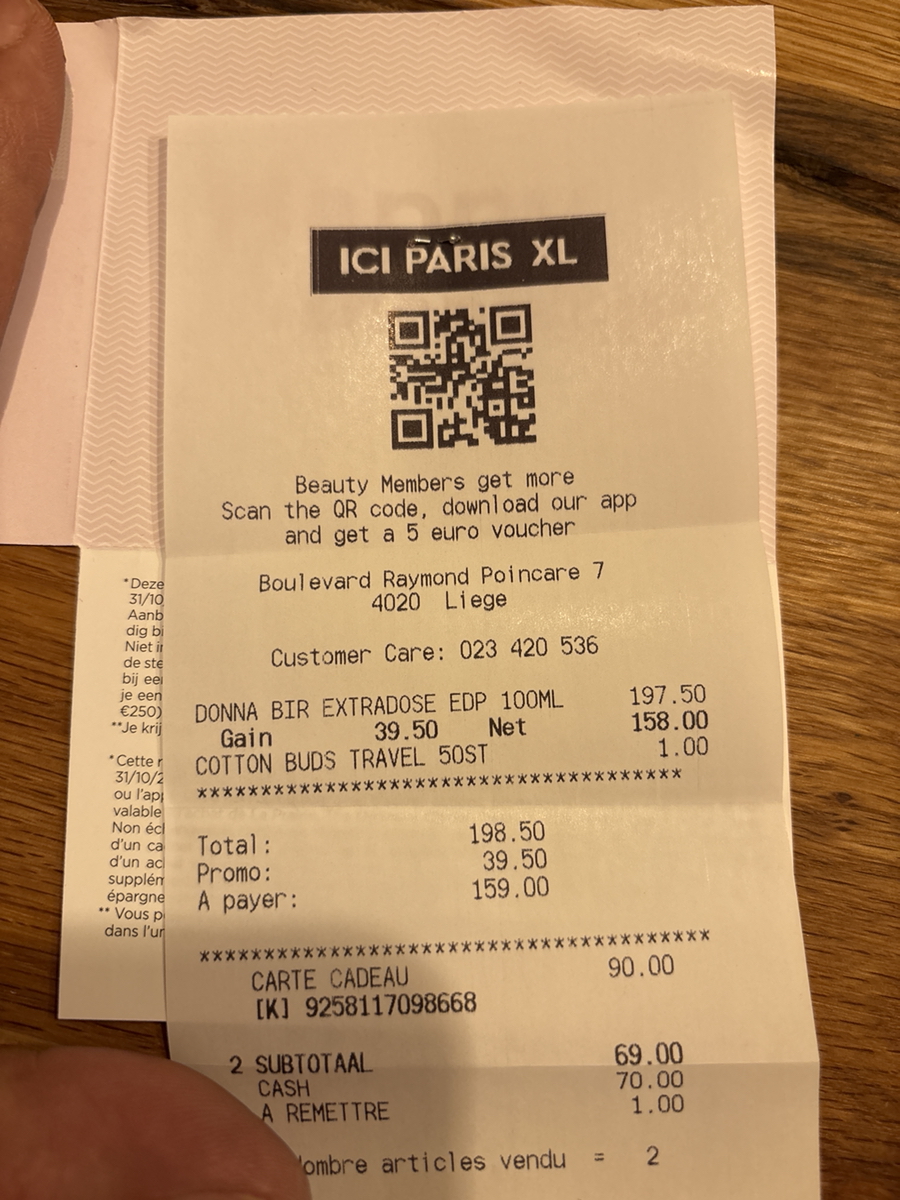 ICI PARIS XL
Beauty Members get more
Scan the QR code, download our app
and get a 5 euro voucher
Boulevard Raymond Poincare 7
4020 Liege
Customer Care: 023 420 536
DONNA BIR EXTRADOSE EDP 100ML 197.50
Gain 39.50 Net 158.00
COTTON BUDS TRAVEL 50ST 1.00
*************************************
Total: 198.50
Promo: 39.50
A payer: 159.00
***************************************
CARTE CADEAU 90.00
[K] 9258117098668
2 SUBTOTAAL 69.00
CASH 70.00
A REMETTRE 1.00
ombre articles vendu = 2
*Deze
31/10
Aanb
dig bi
Niet i
de ste
bij ee
je een
€250)
**Je krij
*Cette r
31/10/2
ou l'app
valable
Non écl
d'un ca
d'un ac
supplém
épargne
** Vous p
dans l'ur